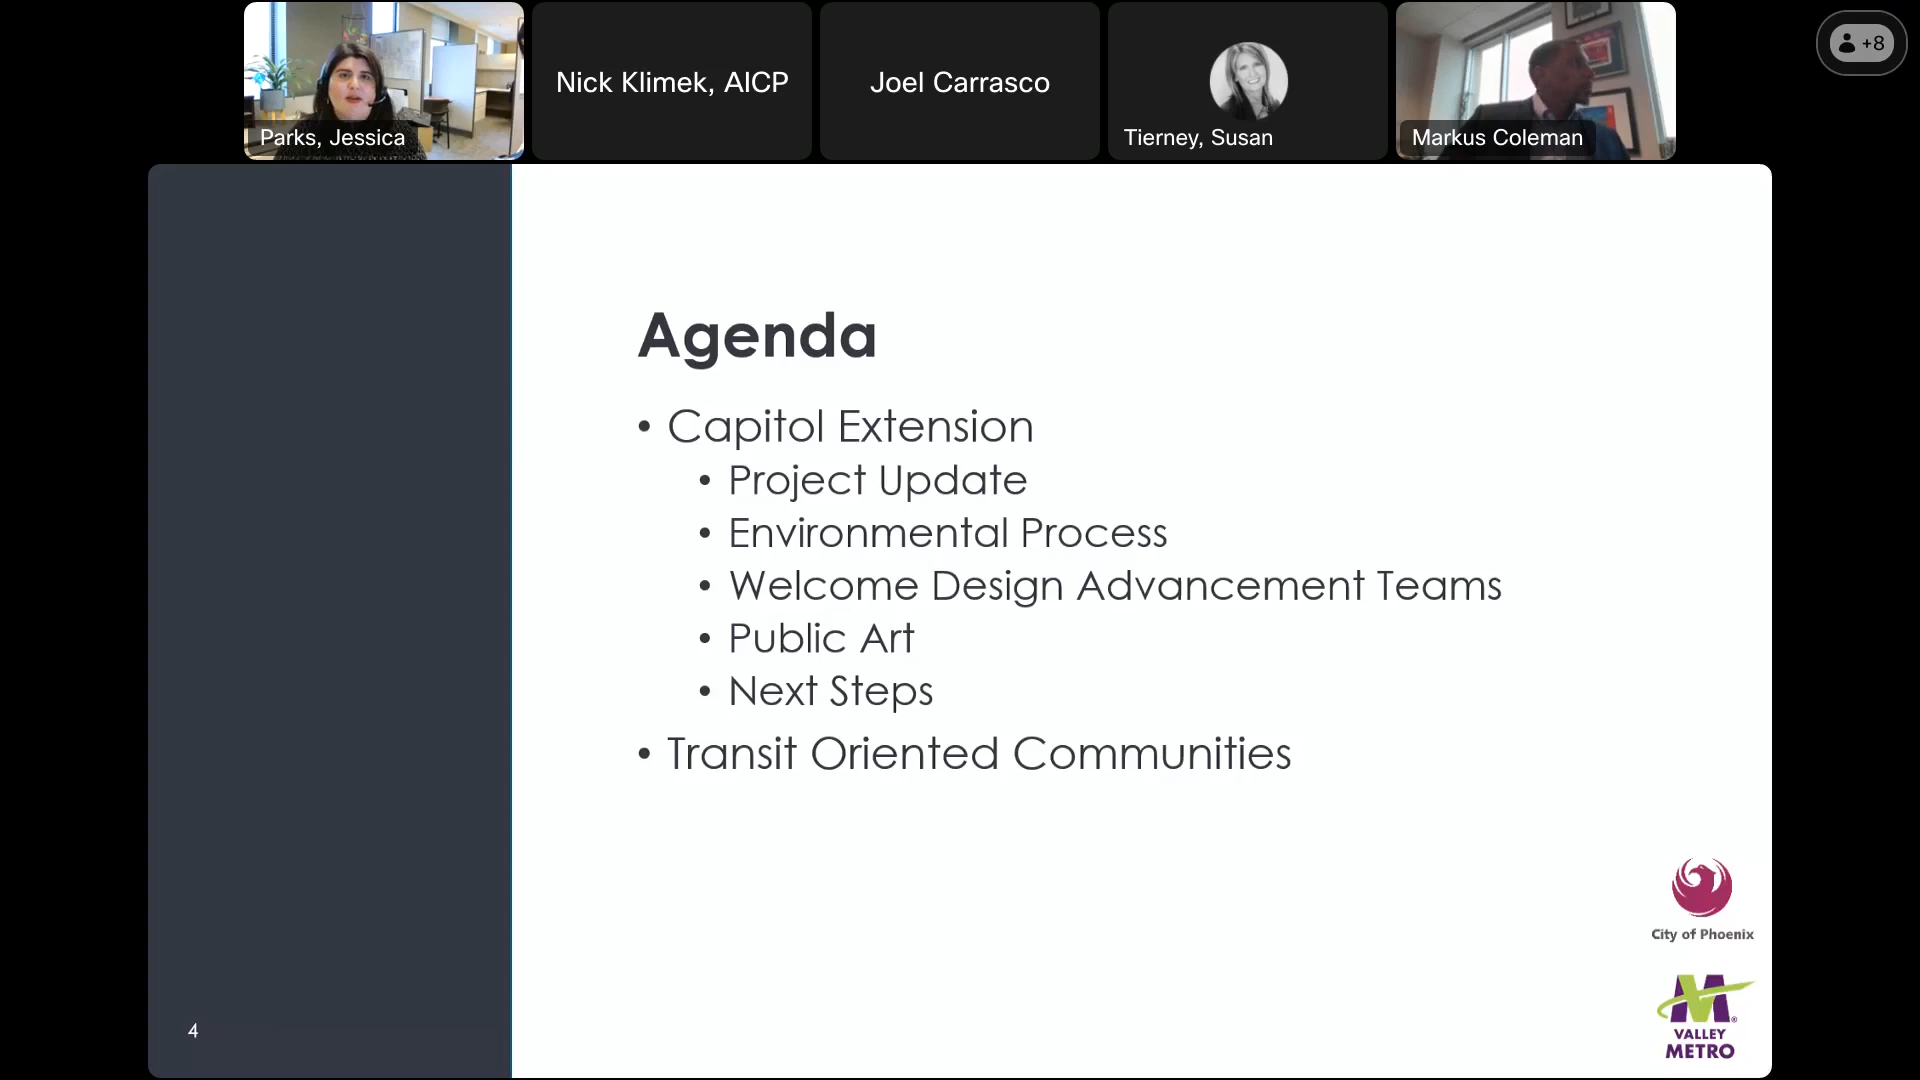 Parks, Jessica
Nick Klimek, AICP
Joel Carrasco
Tierney, Susan
Markus Coleman
+8
Agenda
• Capitol Extension
• Project Update
• Environmental Process
• Welcome Design Advancement Teams
• Public Art
• Next Steps
• Transit Oriented Communities
City of Phoenix
VALLEY
METRO
4